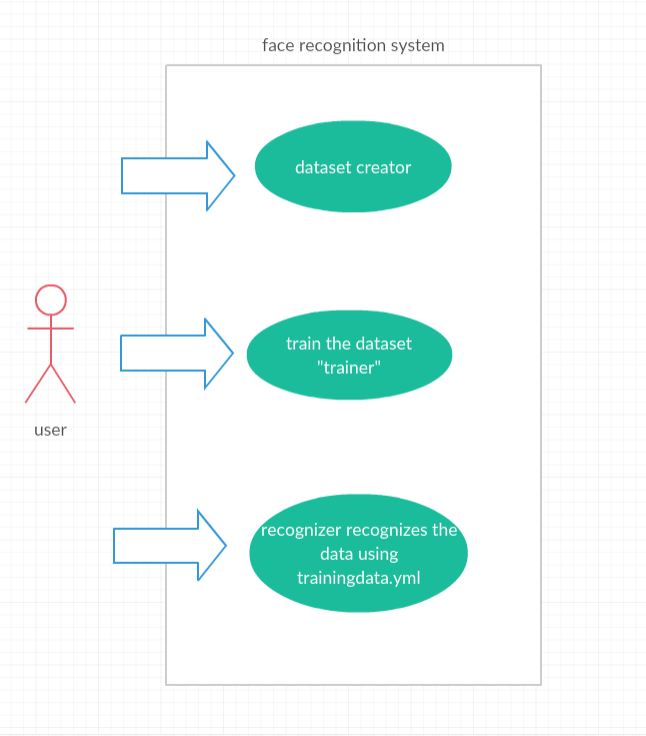 face recognition system
dataset creator
train the dataset
"trainer"
user
recognizer recognizes the
data using
trainingdata.yml